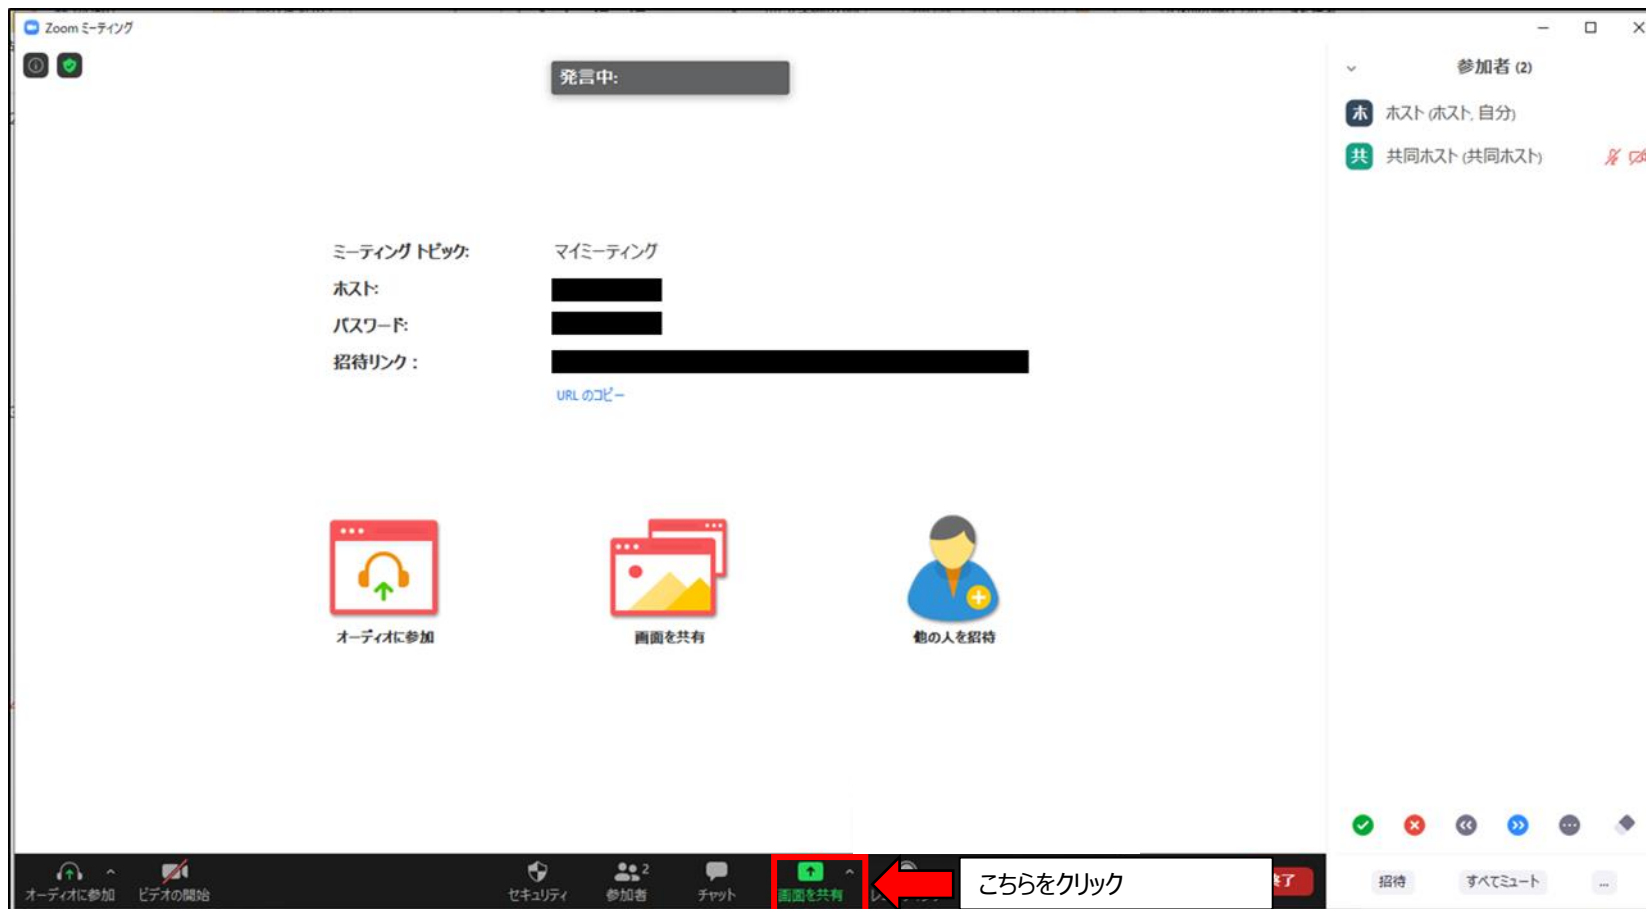 Zoom ミーティング
発言中:
参加者 (2)
ホ ホスト (ホスト, 自分)
共 共同ホスト (共同ホスト)
ミーティング トピック: マイミーティング
ホスト:
パスワード:
招待リンク :
URL のコピー
オーディオに参加
画面を共有
他の人を招待
オーディオに参加
ビデオの開始
セキュリティ
2
参加者
チャット
画面を共有
こちらをクリック
招待
すべてミュート
...